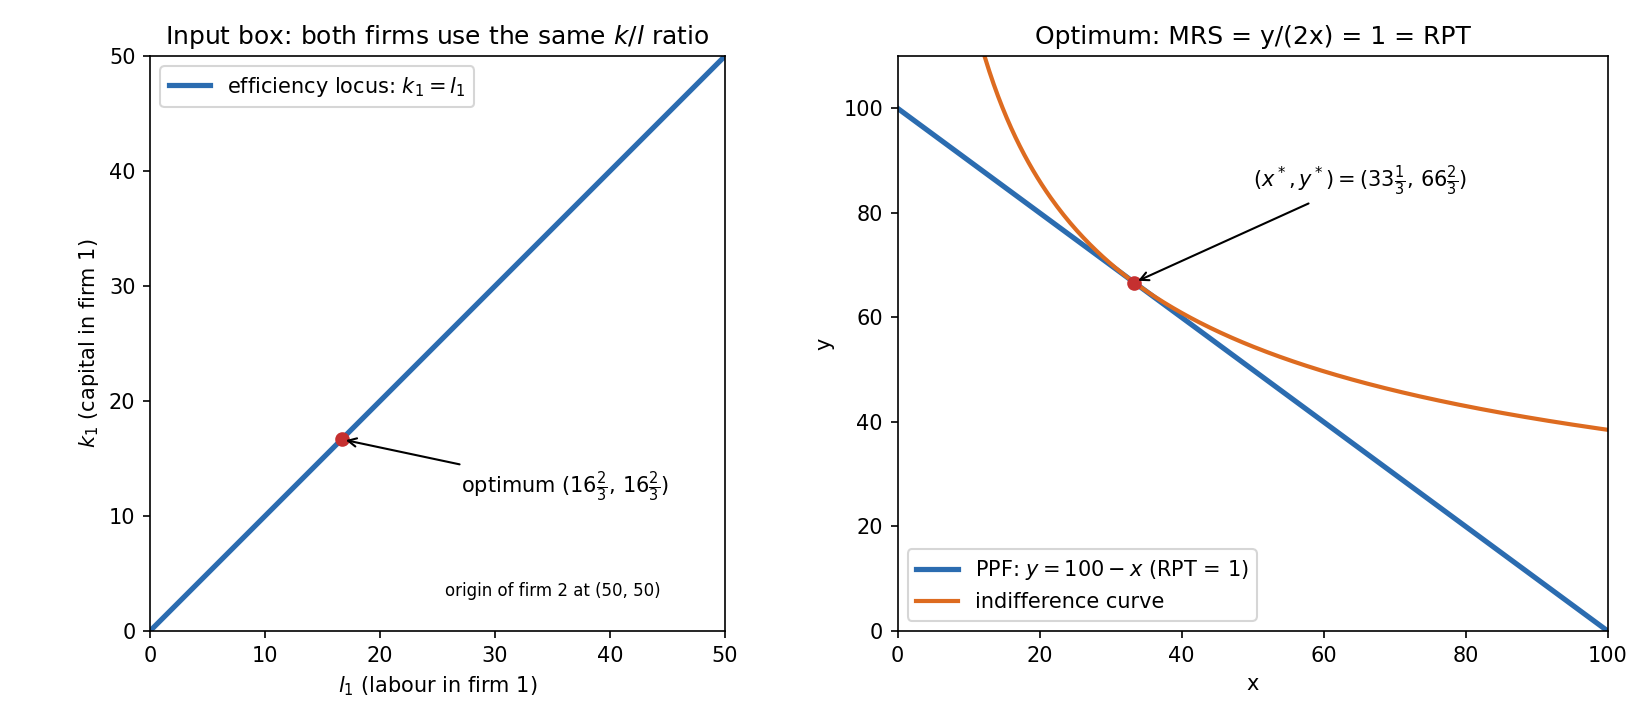 Input box: both firms use the same k/l ratio
efficiency locus: k₁ = l₁
optimum (16⅔, 16⅔)
origin of firm 2 at (50, 50)
k₁ (capital in firm 1)
50
40
30
20
10
0
0 10 20 30 40 50
l₁ (labour in firm 1)
Optimum: MRS = y/(2x) = 1 = RPT
(x*, y*) = (33⅓, 66⅔)
y
100
80
60
40
20
0
PPF: y = 100 − x (RPT = 1)
indifference curve
0 20 40 60 80 100
x